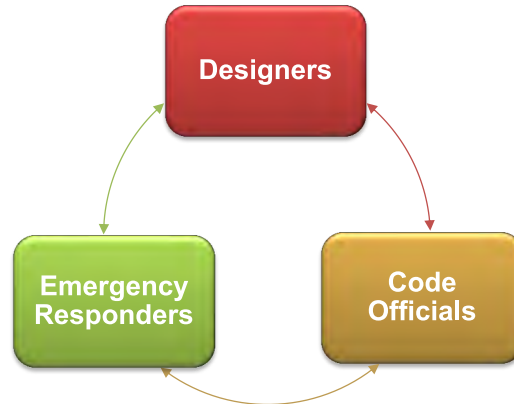 Designers
Emergency
Responders
Code
Officials